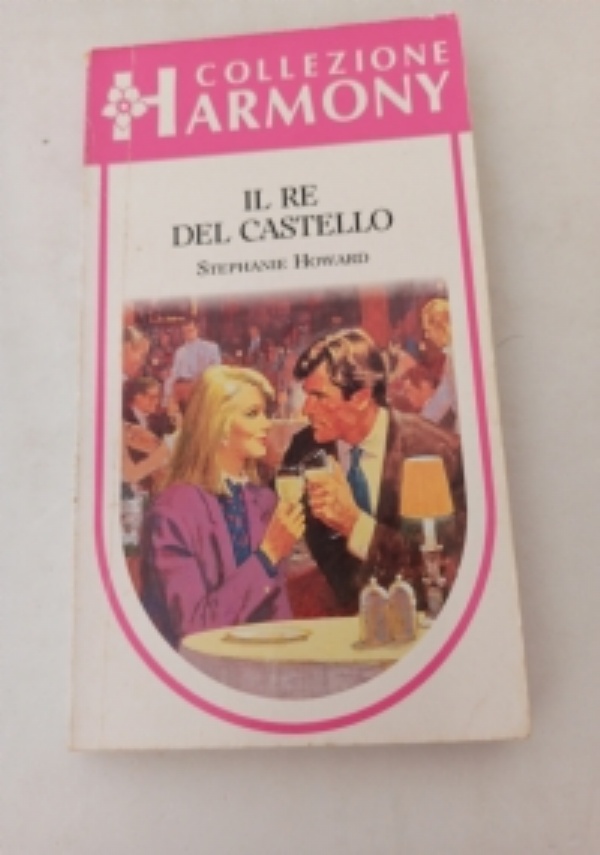 COLLEZIONE
HARMONY
IL RE
DEL CASTELLO
STEPHANIE HOWARD